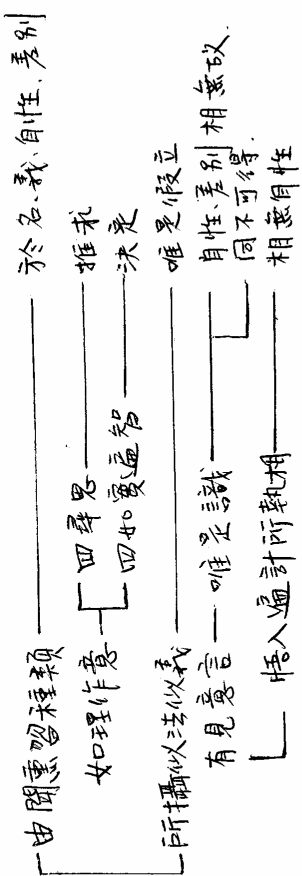 由聞熏習種類 於名、義、自性、差別
四尋思 推求
如理作意
四如實遍智 決定
所攝似法似義 唯是假立
有見意言 唯是識 自性、差別 相無故.
同不可得.
悟入遍計所執相 相無自性